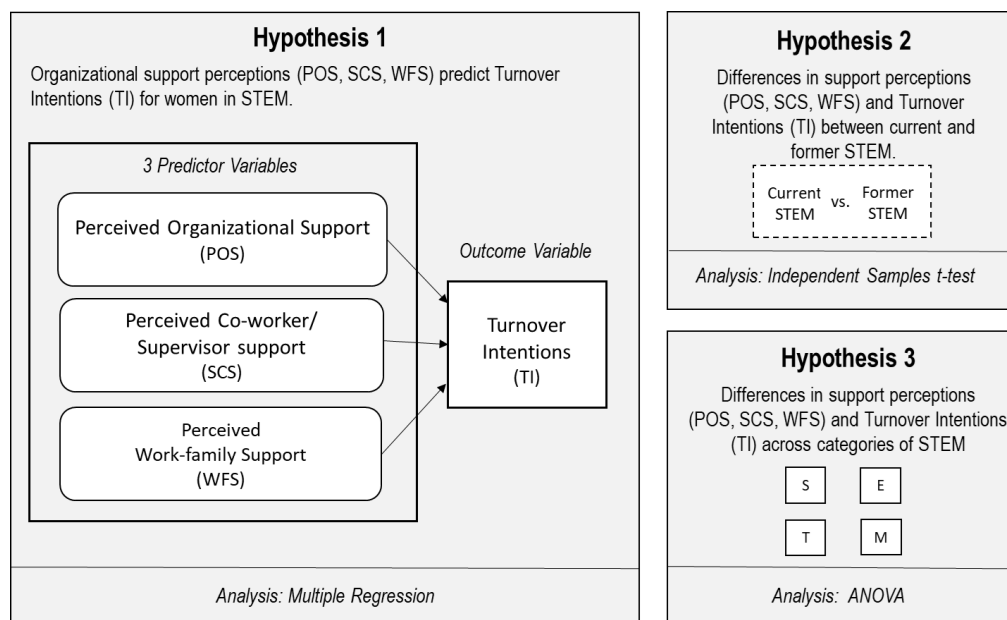 Hypothesis 1
Organizational support perceptions (POS, SCS, WFS) predict Turnover
Intentions (TI) for women in STEM.
3 Predictor Variables
Perceived Organizational Support
(POS)
Perceived Co-worker/
Supervisor support
(SCS)
Perceived
Work-family Support
(WFS)
Outcome Variable
Turnover
Intentions
(TI)
Analysis: Multiple Regression
Hypothesis 2
Differences in support perceptions
(POS, SCS, WFS) and Turnover
Intentions (TI) between current and
former STEM.
Current
STEM
vs.
Former
STEM
Analysis: Independent Samples t-test
Hypothesis 3
Differences in support perceptions
(POS, SCS, WFS) and Turnover Intentions
(TI) across categories of STEM
S
E
T
M
Analysis: ANOVA